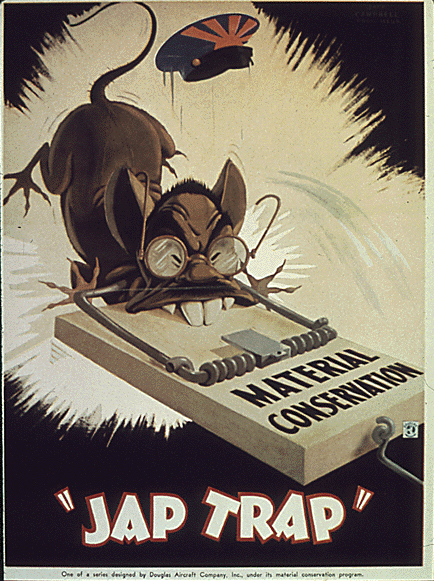 MATERIAL
CONSERVATION
"JAP TRAP"
One of a series designed by Douglas Aircraft Company, Inc., under its material conservation program.